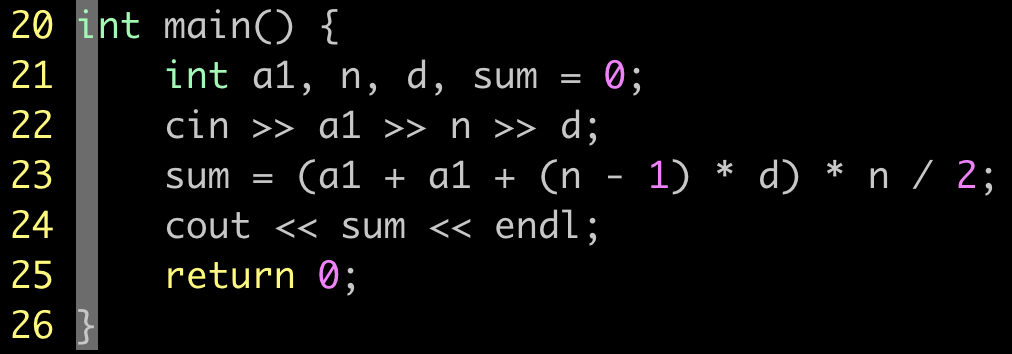 20 int main() {
21     int a1, n, d, sum = 0;
22     cin >> a1 >> n >> d;
23     sum = (a1 + a1 + (n - 1) * d) * n / 2;
24     cout << sum << endl;
25     return 0;
26 }